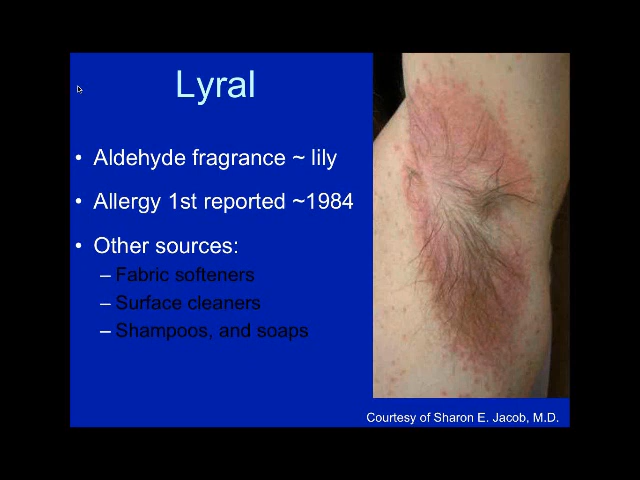 Lyral
• Aldehyde fragrance ~ lily
• Allergy 1st reported ~1984
• Other sources:
– Fabric softeners
– Surface cleaners
– Shampoos, and soaps
Courtesy of Sharon E. Jacob, M.D.